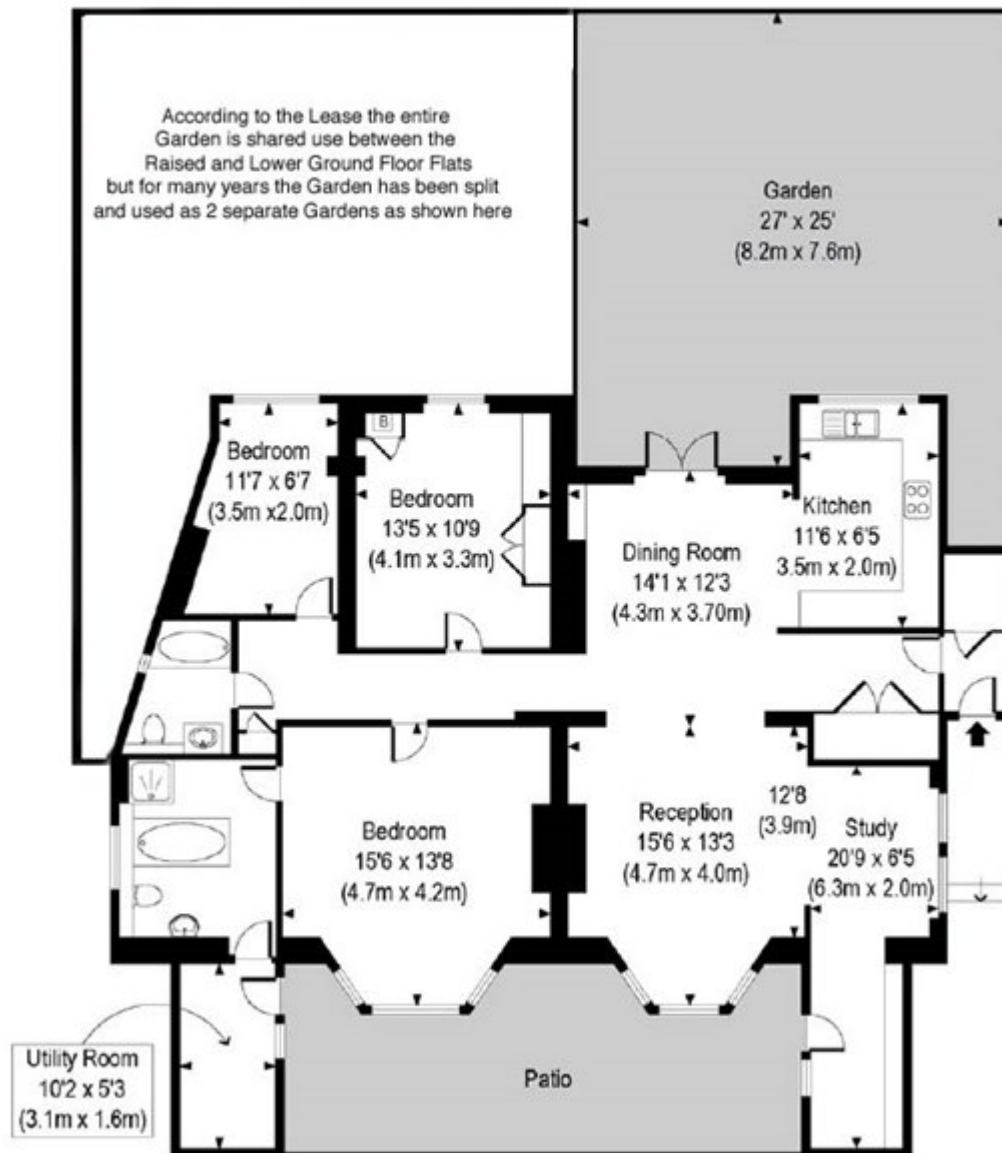 According to the Lease the entire
Garden is shared use between the
Raised and Lower Ground Floor Flats
but for many years the Garden has been split
and used as 2 separate Gardens as shown here
Garden
27' x 25'
(8.2m x 7.6m)
Bedroom
11'7 x 6'7
(3.5m x2.0m)
B
Bedroom
13'5 x 10'9
(4.1m x 3.3m)
Dining Room
14'1 x 12'3
(4.3m x 3.70m)
Kitchen
11'6 x 6'5
3.5m x 2.0m)
Bedroom
15'6 x 13'8
(4.7m x 4.2m)
Reception
15'6 x 13'3
(4.7m x 4.0m)
12'8
(3.9m)
Study
20'9 x 6'5
(6.3m x 2.0m)
Utility Room
10'2 x 5'3
(3.1m x 1.6m)
Patio